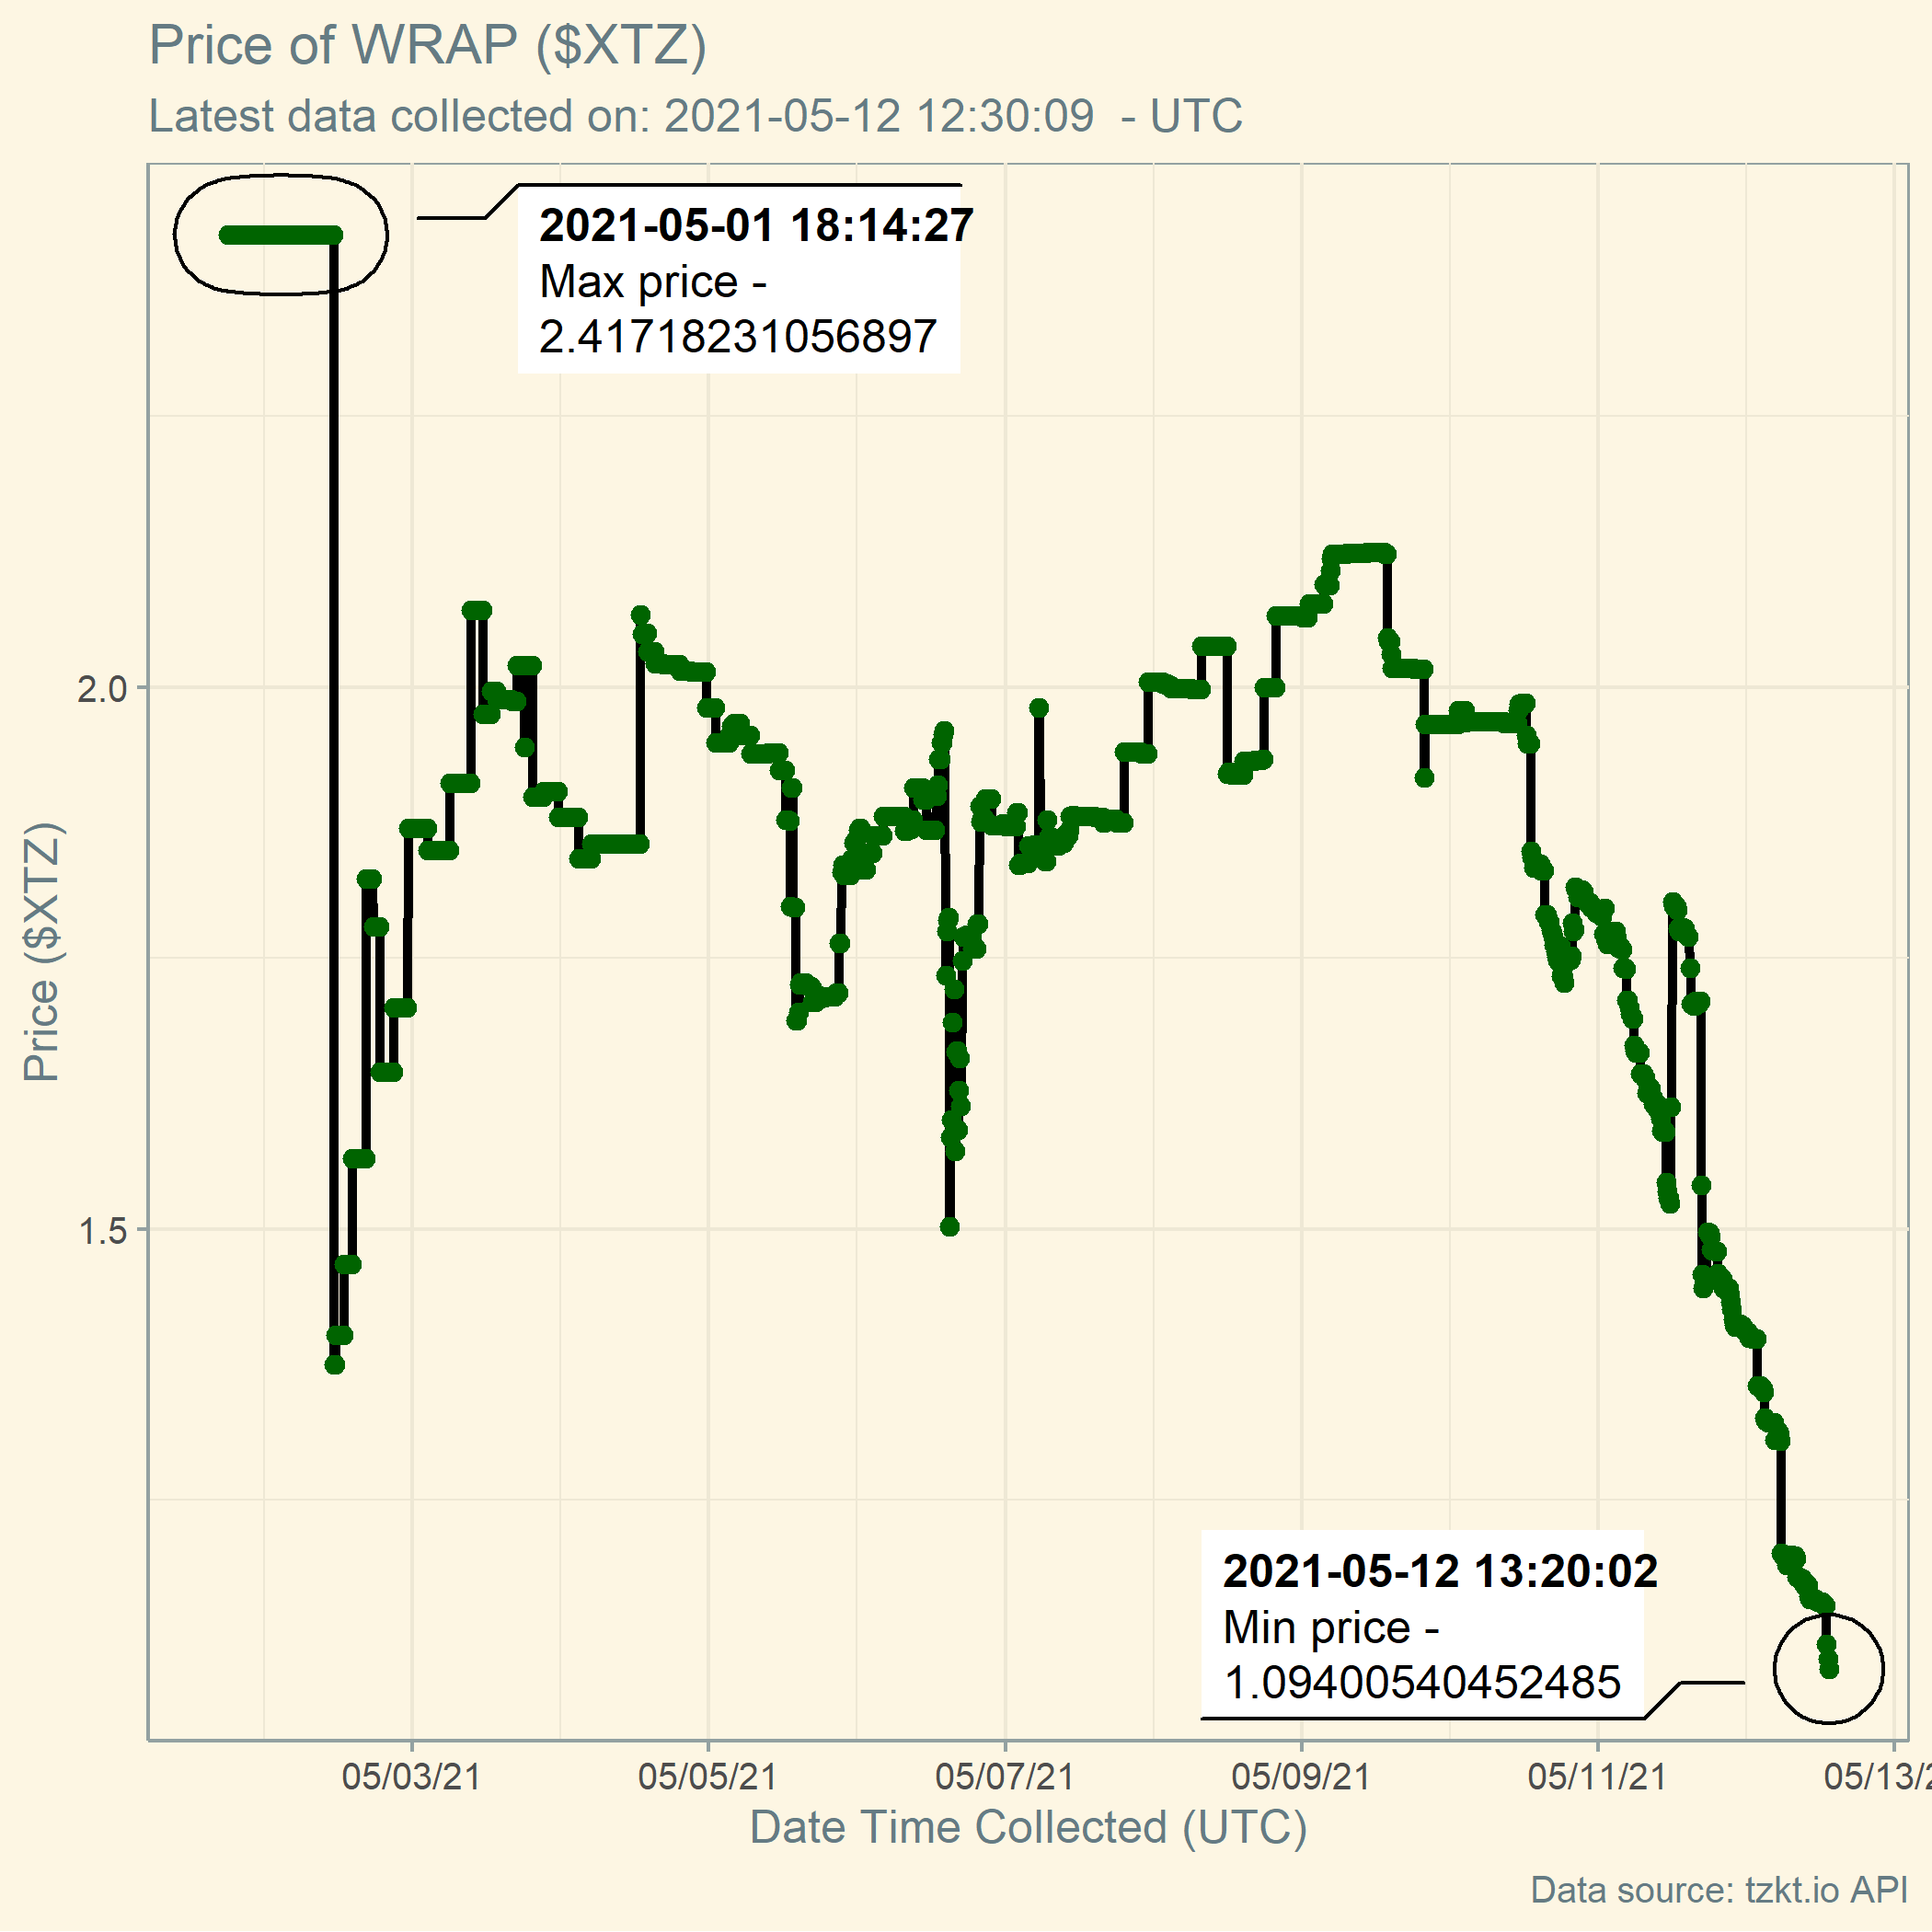 Price of WRAP ($XTZ)
Latest data collected on: 2021-05-12 12:30:09  - UTC
2021-05-01 18:14:27
Max price -
2.41718231056897
2.0
1.5
Price ($XTZ)
2021-05-12 13:20:02
Min price -
1.09400540452485
05/03/21 05/05/21 05/07/21 05/09/21 05/11/21 05/13/2
Date Time Collected (UTC)
Data source: tzkt.io API